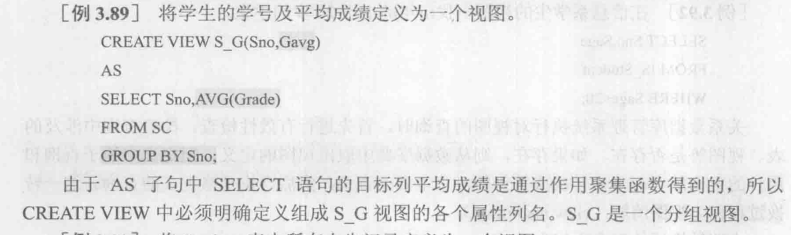 ［例 3.89］ 将学生的学号及平均成绩定义为一个视图。
CREATE VIEW S_G(Sno,Gavg)
AS
SELECT Sno,AVG(Grade)
FROM SC
GROUP BY Sno;
由于 AS 子句中 SELECT 语句的目标列平均成绩是通过作用聚集函数得到的，所以
CREATE VIEW 中必须明确定义组成 S_G 视图的各个属性列名。S_G 是一个分组视图。